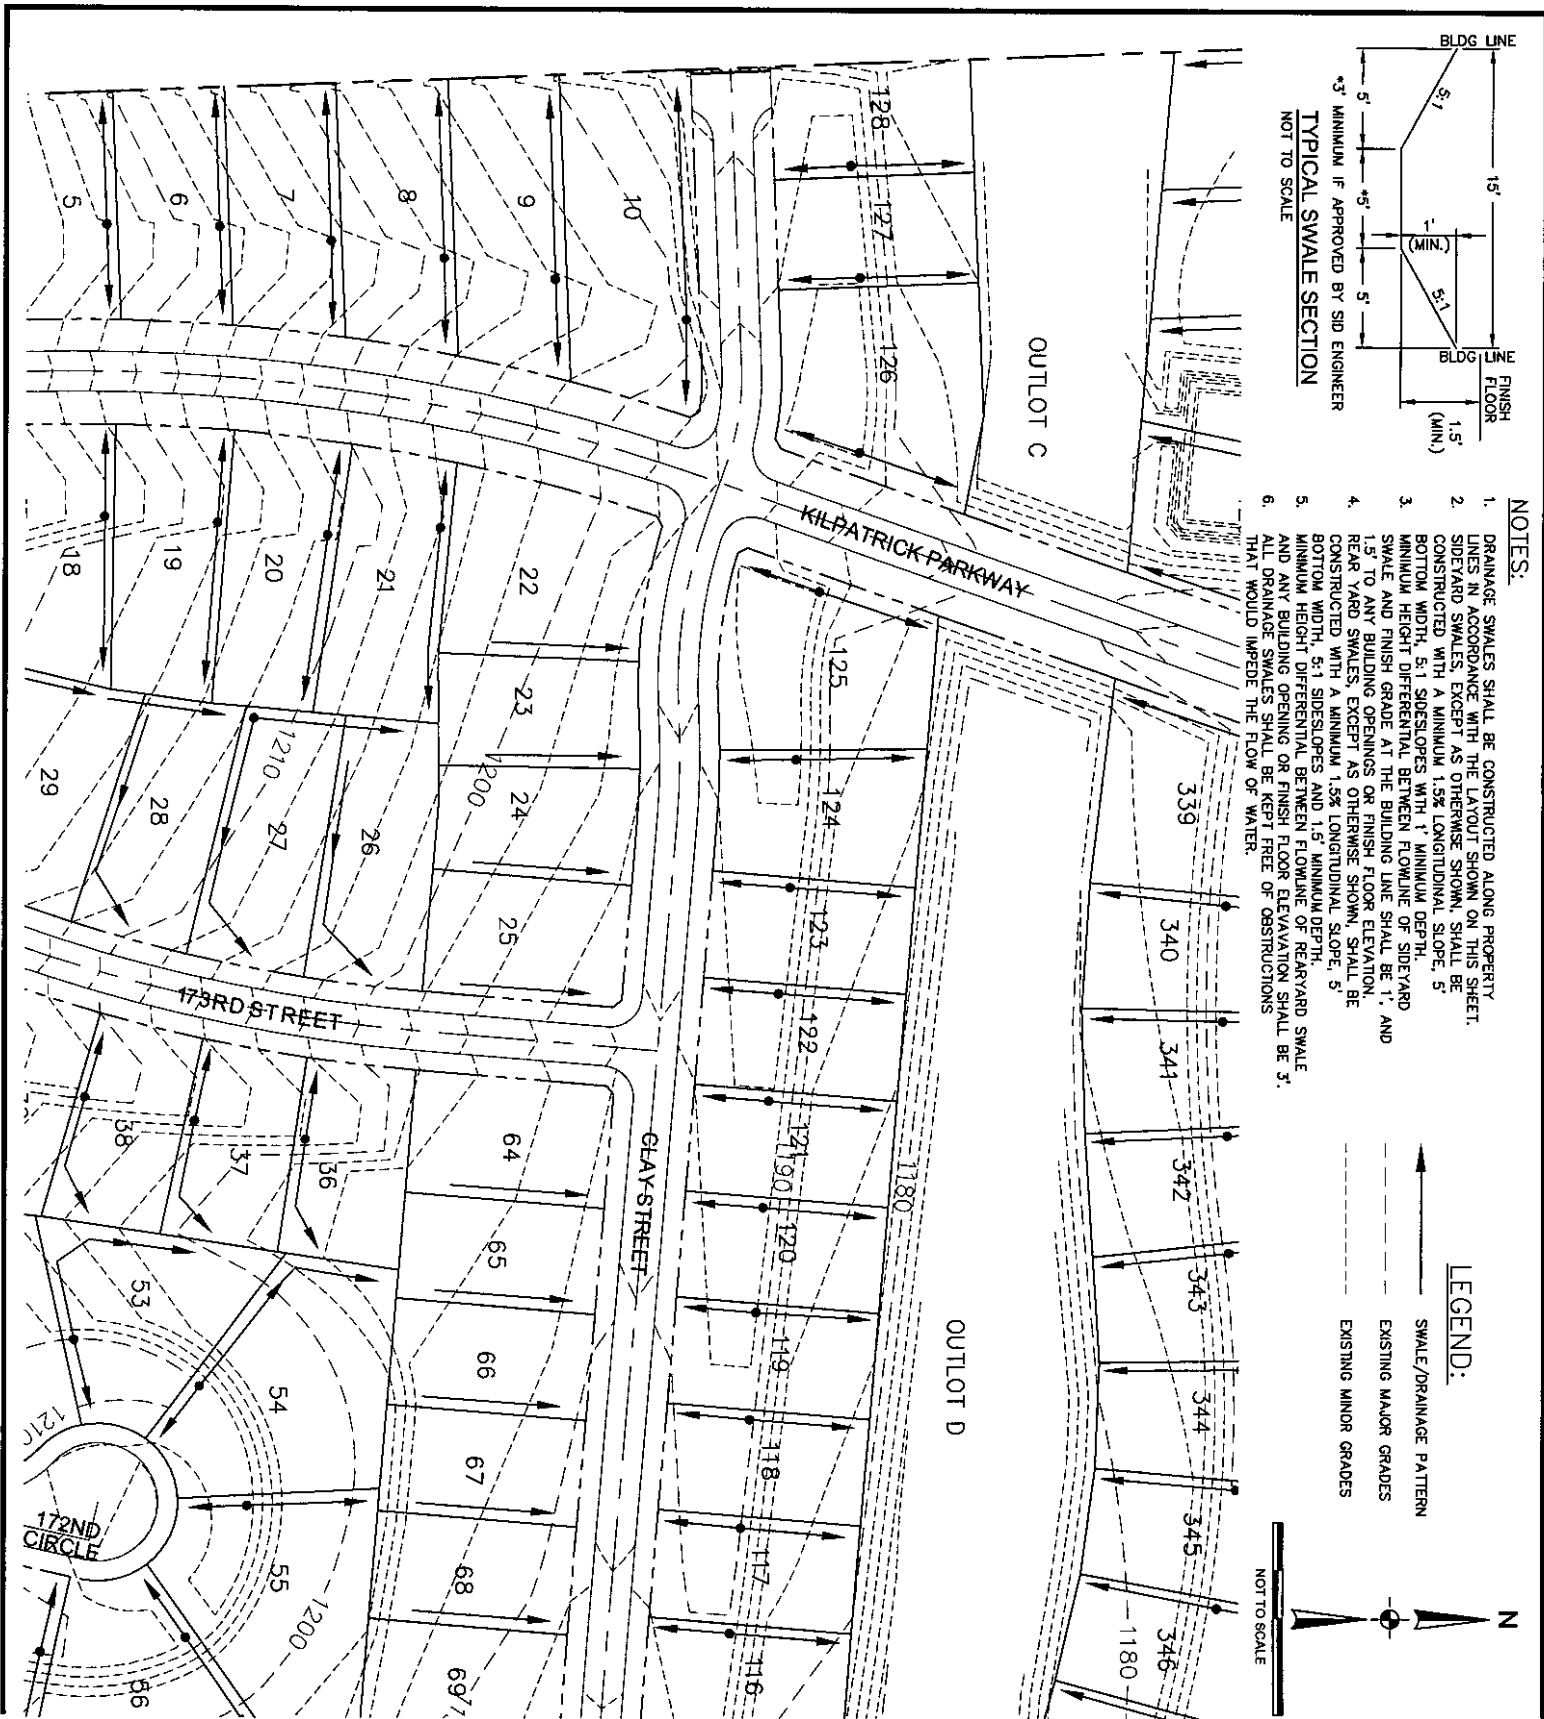 BLDG LINE
15'
BLDG LINE
FINISH
FLOOR
5:1
1'
(MIN.)
5:1
1.5'
(MIN.)
5'
*5'
5'
*3' MINIMUM IF APPROVED BY SID ENGINEER
TYPICAL SWALE SECTION
NOT TO SCALE
NOTES:
1. DRAINAGE SWALES SHALL BE CONSTRUCTED ALONG PROPERTY
LINES IN ACCORDANCE WITH THE LAYOUT SHOWN ON THIS SHEET.
2. SIDEYARD SWALES, EXCEPT AS OTHERWISE SHOWN, SHALL BE
CONSTRUCTED WITH A MINIMUM 1.5% LONGITUDINAL SLOPE, 5'
BOTTOM WIDTH, 5:1 SIDESLOPES WITH 1' MINIMUM DEPTH.
3. MINIMUM HEIGHT DIFFERENTIAL BETWEEN FLOWLINE OF SIDEYARD
SWALE AND FINISH GRADE AT THE BUILDING LINE SHALL BE 1', AND
1.5' TO ANY BUILDING OPENINGS OR FINISH FLOOR ELEVATION.
4. REAR YARD SWALES, EXCEPT AS OTHERWISE SHOWN, SHALL BE
CONSTRUCTED WITH A MINIMUM 1.5% LONGITUDINAL SLOPE, 5'
BOTTOM WIDTH, 5:1 SIDESLOPES AND 1.5' MINIMUM DEPTH.
5. MINIMUM HEIGHT DIFFERENTIAL BETWEEN FLOWLINE OF REARYARD SWALE
AND ANY BUILDING OPENING OR FINISH FLOOR ELEVAVATION SHALL BE 3'.
6. ALL DRAINAGE SWALES SHALL BE KEPT FREE OF OBSTRUCTIONS
THAT WOULD IMPEDE THE FLOW OF WATER.
LEGEND:
SWALE/DRAINAGE PATTERN
EXISTING MAJOR GRADES
EXISTING MINOR GRADES
N
NOT TO SCALE
339
340
341
342
343
344
345
346
1180
OUTLOT C
OUTLOT D
1180
KILPATRICK PARKWAY
128
127
126
125
124
123
122
121
1190
120
119
118
117
116
CLAY STREET
10
9
8
7
6
5
22
23
1200
24
25
64
65
66
67
68
69
21
20
19
18
1210
26
27
28
29
173RD STREET
36
37
38
53
54
55
56
1200
1210
172ND
CIRCLE